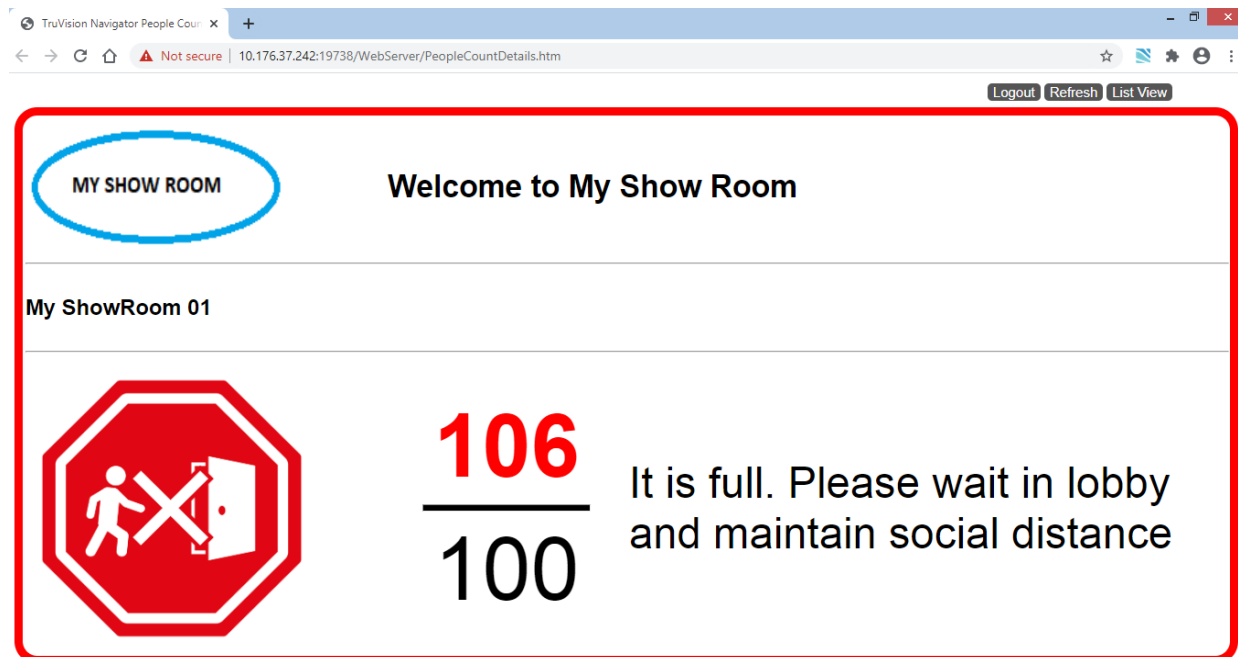 TruVision Navigator People Coun
Not secure | 10.176.37.242:19738/WebServer/PeopleCountDetails.htm
Logout Refresh List View
MY SHOW ROOM
Welcome to My Show Room
My ShowRoom 01
106
100
It is full. Please wait in lobby
and maintain social distance